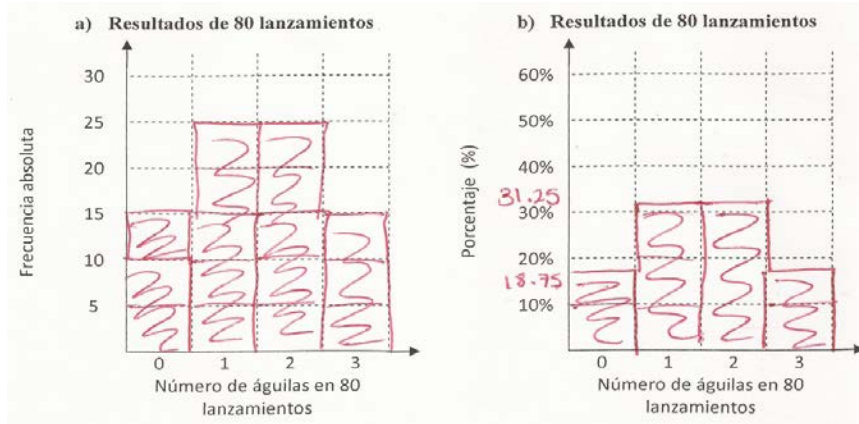 a) Resultados de 80 lanzamientos
Frecuencia absoluta
30
25
20
15
10
5
0 1 2 3
Número de águilas en 80
lanzamientos
b) Resultados de 80 lanzamientos
Porcentaje (%)
60%
50%
40%
31.25
30%
20%
18.75
10%
0 1 2 3
Número de águilas en 80
lanzamientos